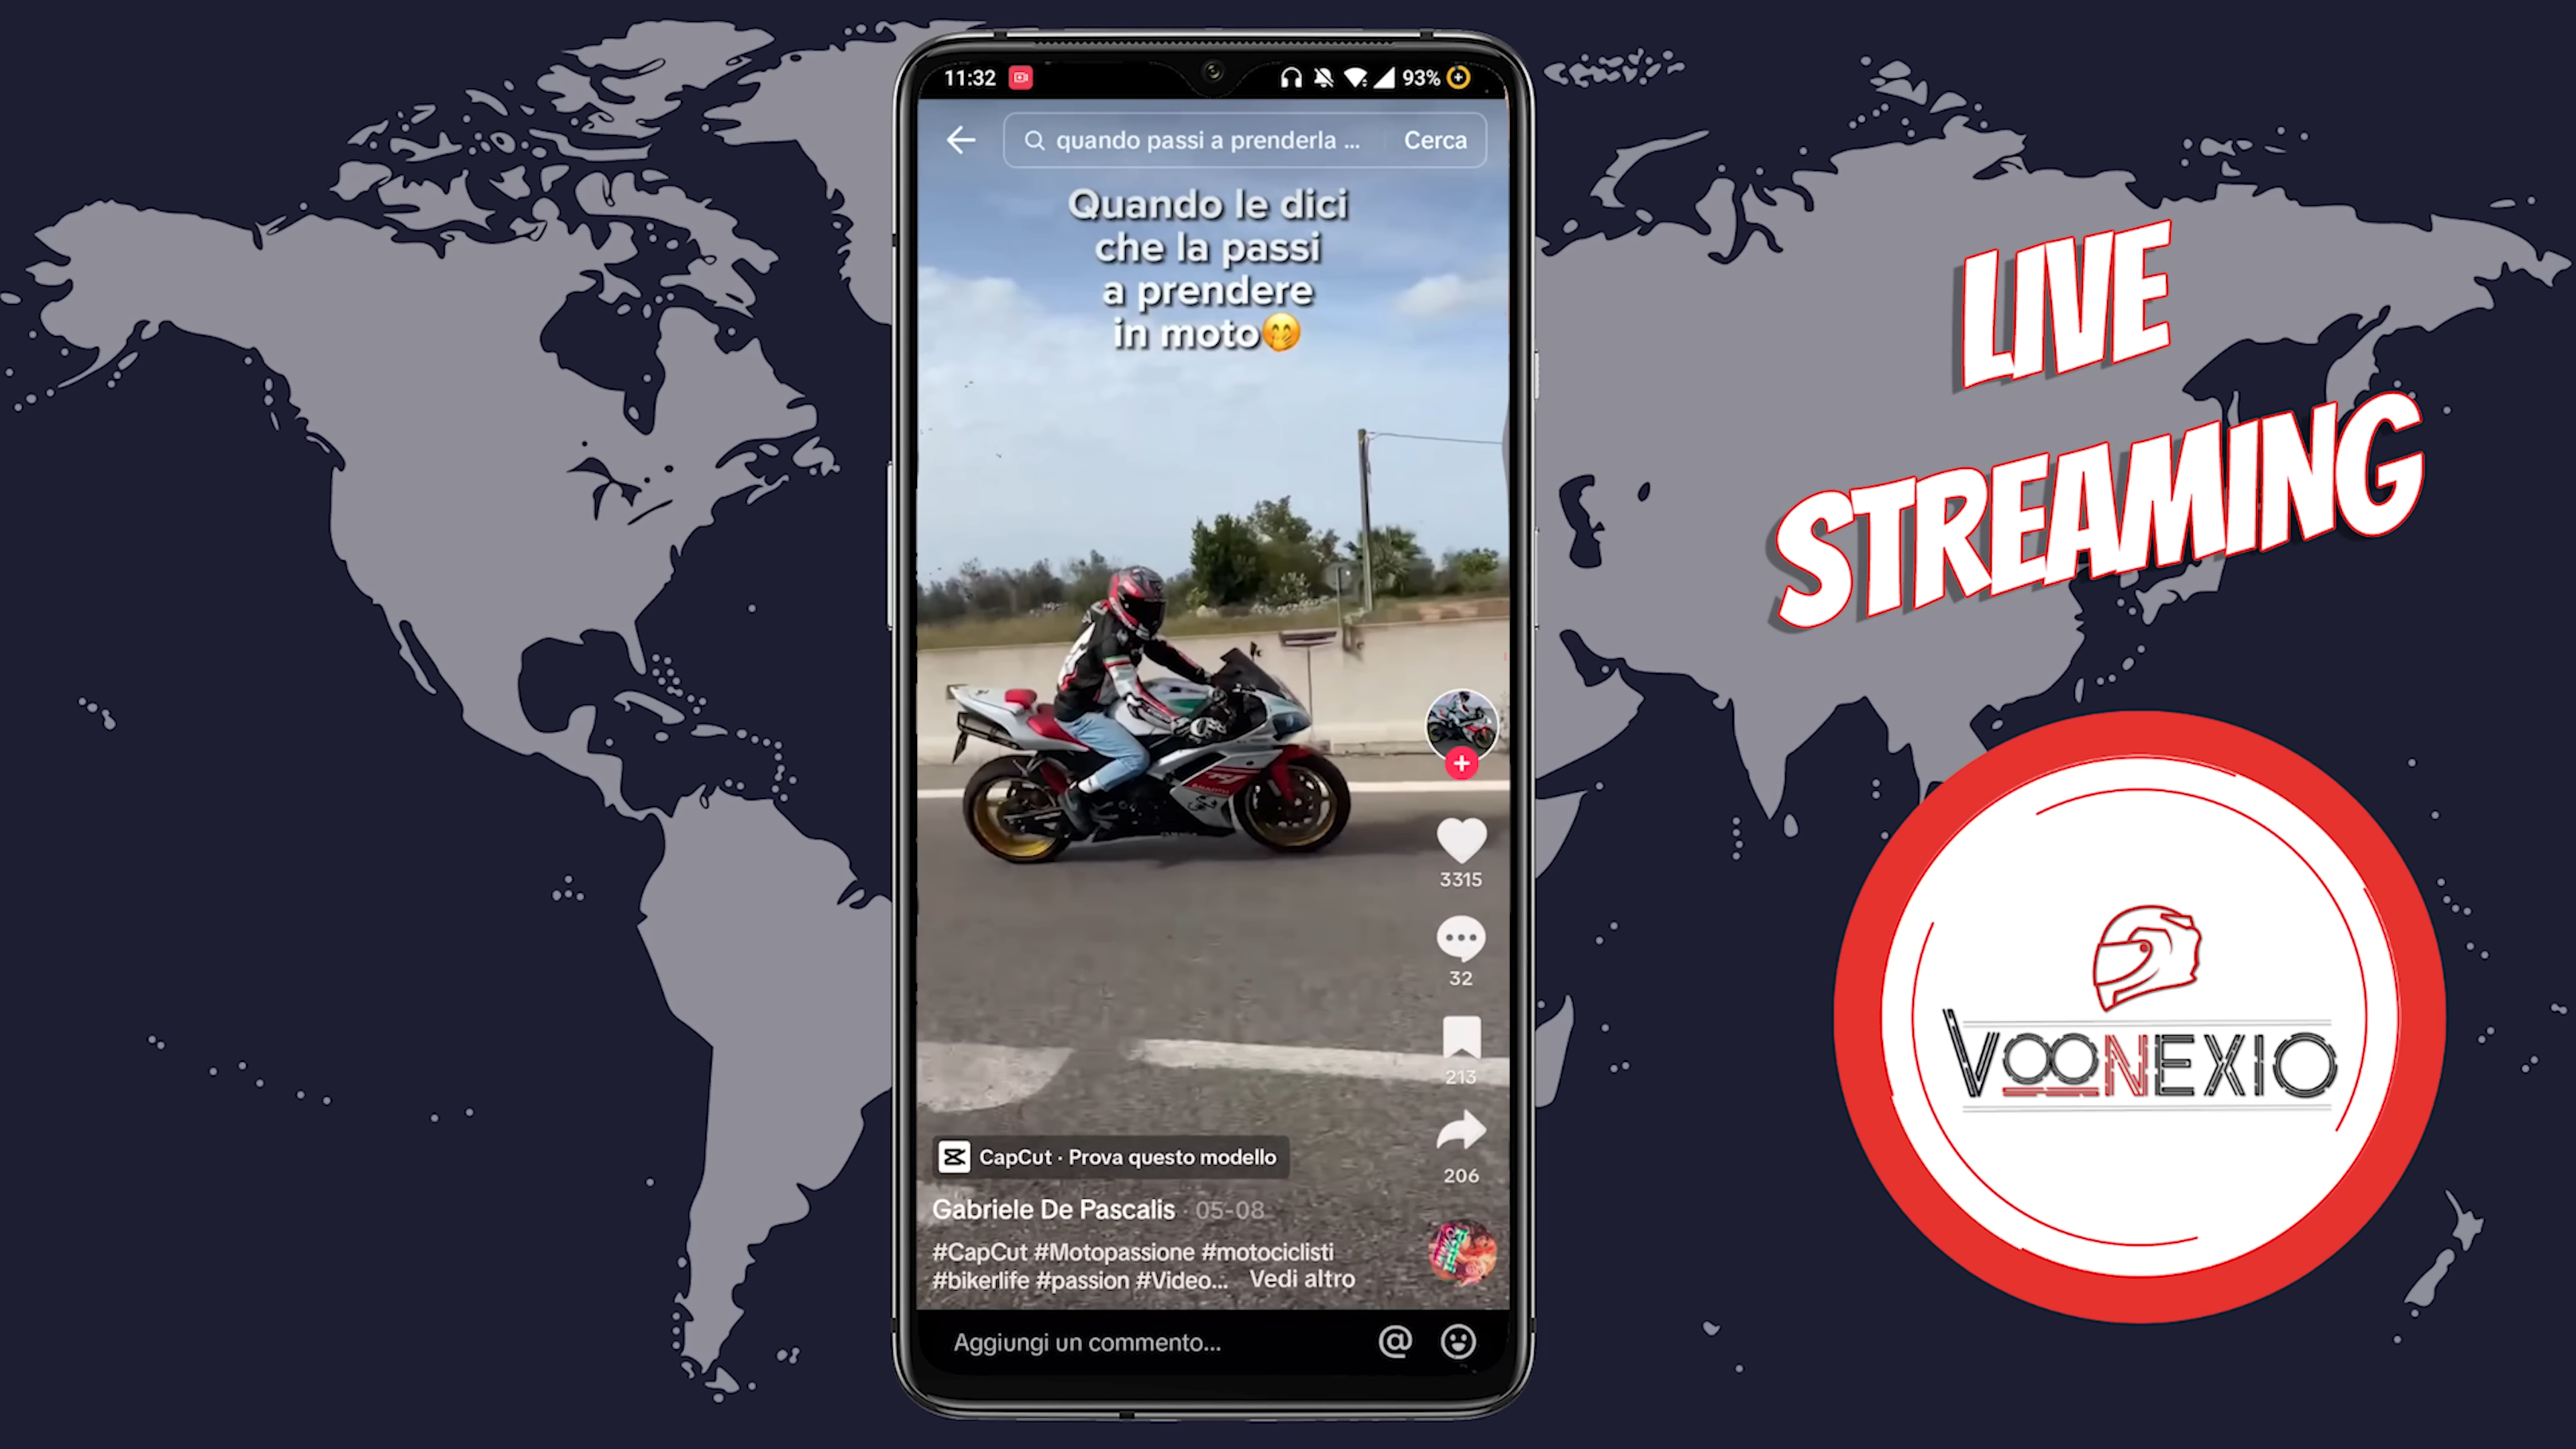 11:32
93%
quando passi a prenderla ...
Cerca
Quando le dici
che la passi
a prendere
in moto🤭
LIVE
STREAMING
3315
32
213
206
VOONEXIO
CapCut · Prova questo modello
Gabriele De Pascalis · 05-08
#CapCut #Motopassione #motociclisti
#bikerlife #passion #Video... Vedi altro
Aggiungi un commento...